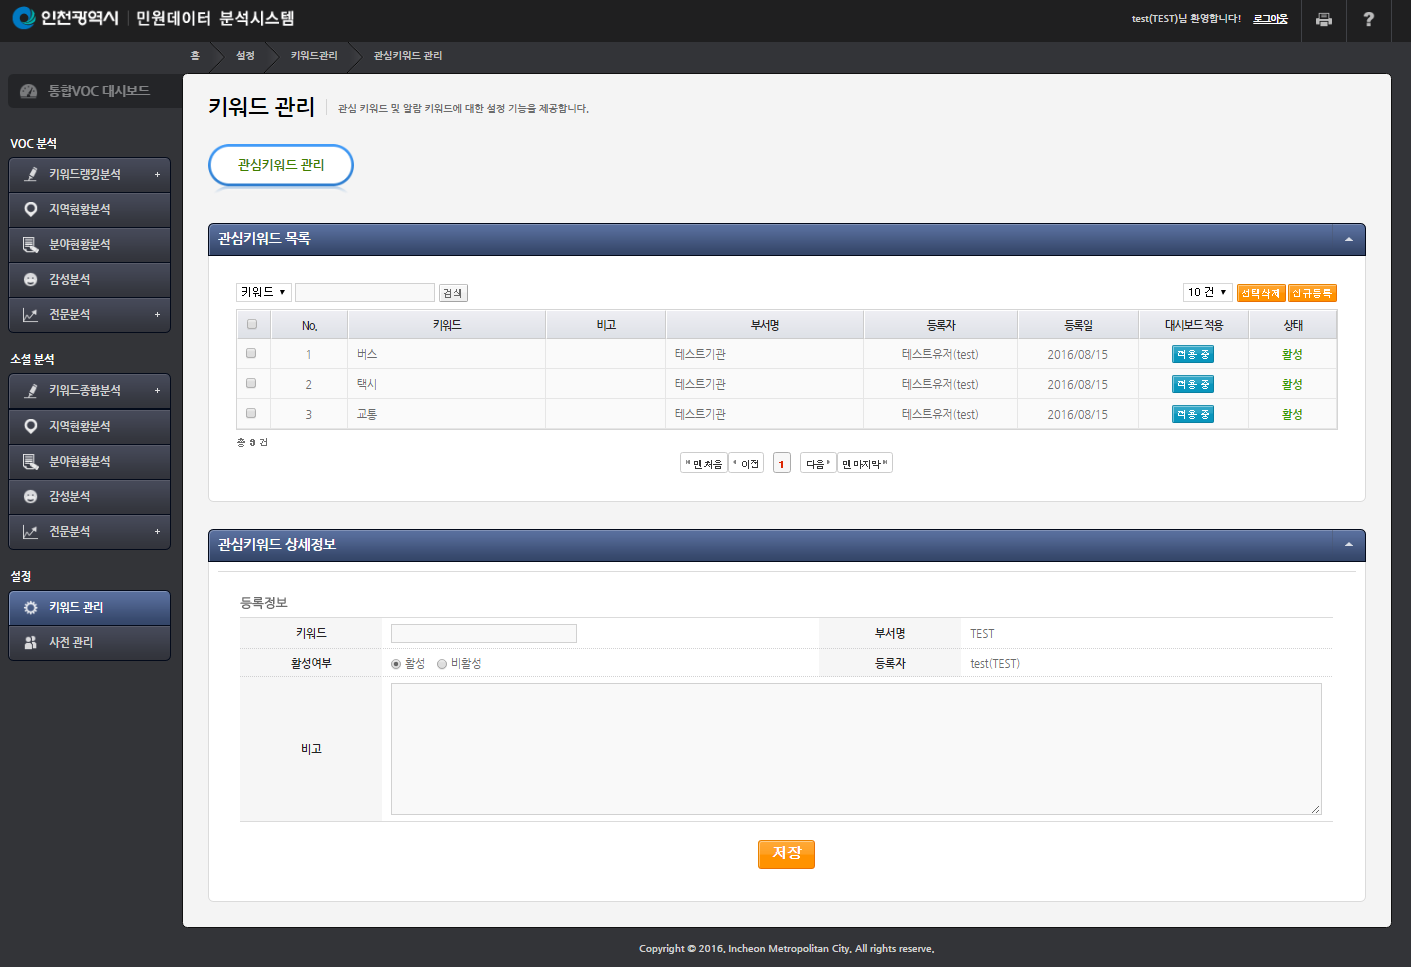 인천광역시 민원데이터 분석시스템
test(TEST)님 환영합니다! 로그아웃
?
홈 설정 키워드관리 관심키워드 관리
통합VOC 대시보드
VOC 분석
키워드랭킹분석 +
지역현황분석
분야현황분석
감성분석
전문분석 +
소셜 분석
키워드종합분석 +
지역현황분석
분야현황분석
감성분석
전문분석 +
설정
키워드 관리
사전 관리
키워드 관리
관심 키워드 및 알람 키워드에 대한 설정 기능을 제공합니다.
관심키워드 관리
관심키워드 목록
키워드 검색 10 건 선택삭제 신규등록
No. 키워드 비고 부서명 등록자 등록일 대시보드 적용 상태
1 버스 테스트기관 테스트유저(test) 2016/08/15 적용 중 활성
2 택시 테스트기관 테스트유저(test) 2016/08/15 적용 중 활성
3 교통 테스트기관 테스트유저(test) 2016/08/15 적용 중 활성
총 9 건
맨 처음 이전 1 다음 맨 마지막
관심키워드 상세정보
등록정보
키워드 부서명 TEST
활성여부 활성 비활성 등록자 test(TEST)
비고
저장
Copyright © 2016, Incheon Metropolitan City, All rights reserve.